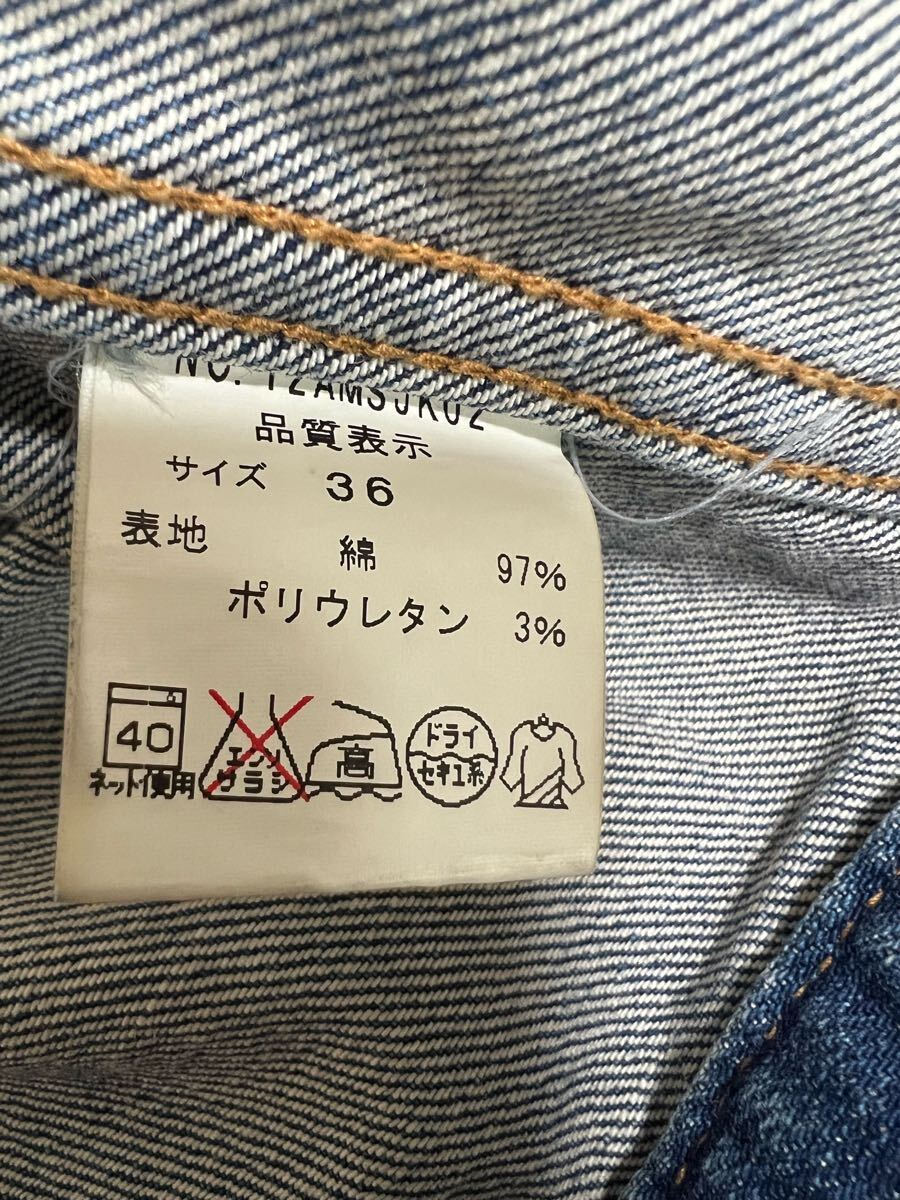 NO. 12AMSJK02
品質表示
サイズ 36
表地 綿 97%
ポリウレタン 3%
40
ネット使用
エンソ
サラシ
高
ドライ
セキユ系